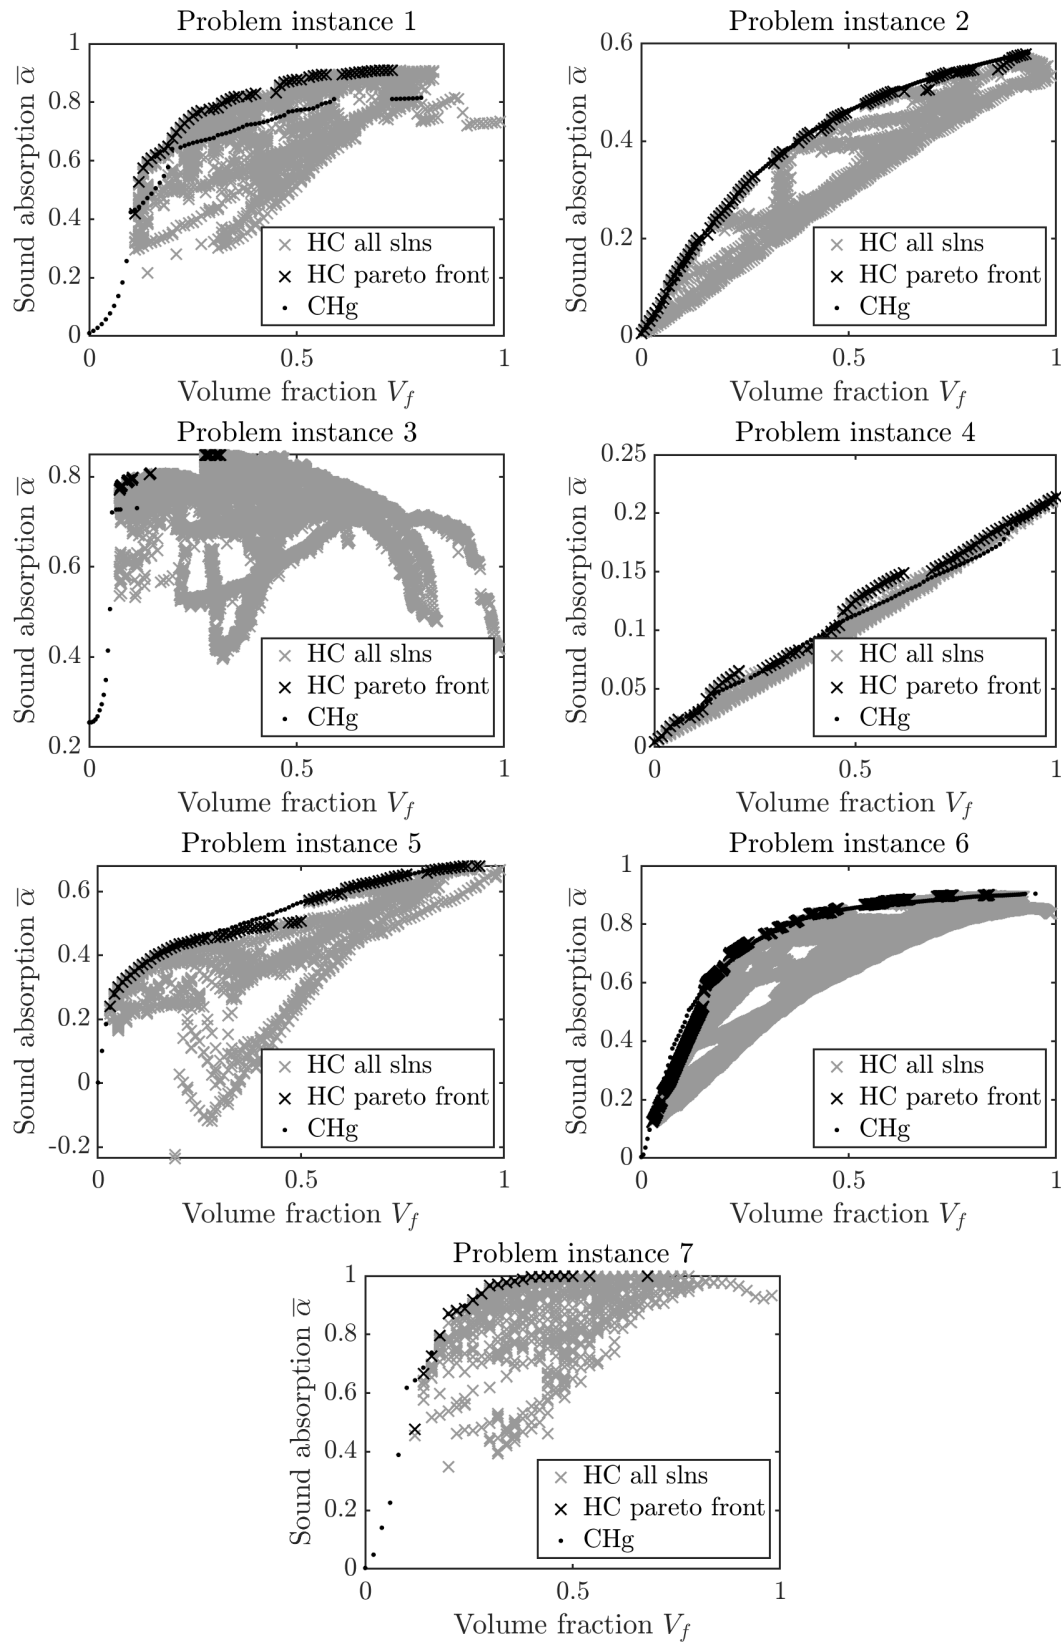 Problem instance 1
Sound absorption α̅
1
0.8
0.6
0.4
0.2
0
HC all slns
HC pareto front
CHg
0
0.5
1
Volume fraction V_f
Problem instance 2
Sound absorption α̅
0.6
0.4
0.2
0
HC all slns
HC pareto front
CHg
0
0.5
1
Volume fraction V_f
Problem instance 3
Sound absorption α̅
0.8
0.6
0.4
0.2
HC all slns
HC pareto front
CHg
0
0.5
1
Volume fraction V_f
Problem instance 4
Sound absorption α̅
0.25
0.2
0.15
0.1
0.05
0
HC all slns
HC pareto front
CHg
0
0.5
1
Volume fraction V_f
Problem instance 5
Sound absorption α̅
0.6
0.4
0.2
0
-0.2
HC all slns
HC pareto front
CHg
0
0.5
1
Volume fraction V_f
Problem instance 6
Sound absorption α̅
1
0.8
0.6
0.4
0.2
0
HC all slns
HC pareto front
CHg
0
0.5
1
Volume fraction V_f
Problem instance 7
Sound absorption α̅
1
0.8
0.6
0.4
0.2
0
HC all slns
HC pareto front
CHg
0
0.5
1
Volume fraction V_f